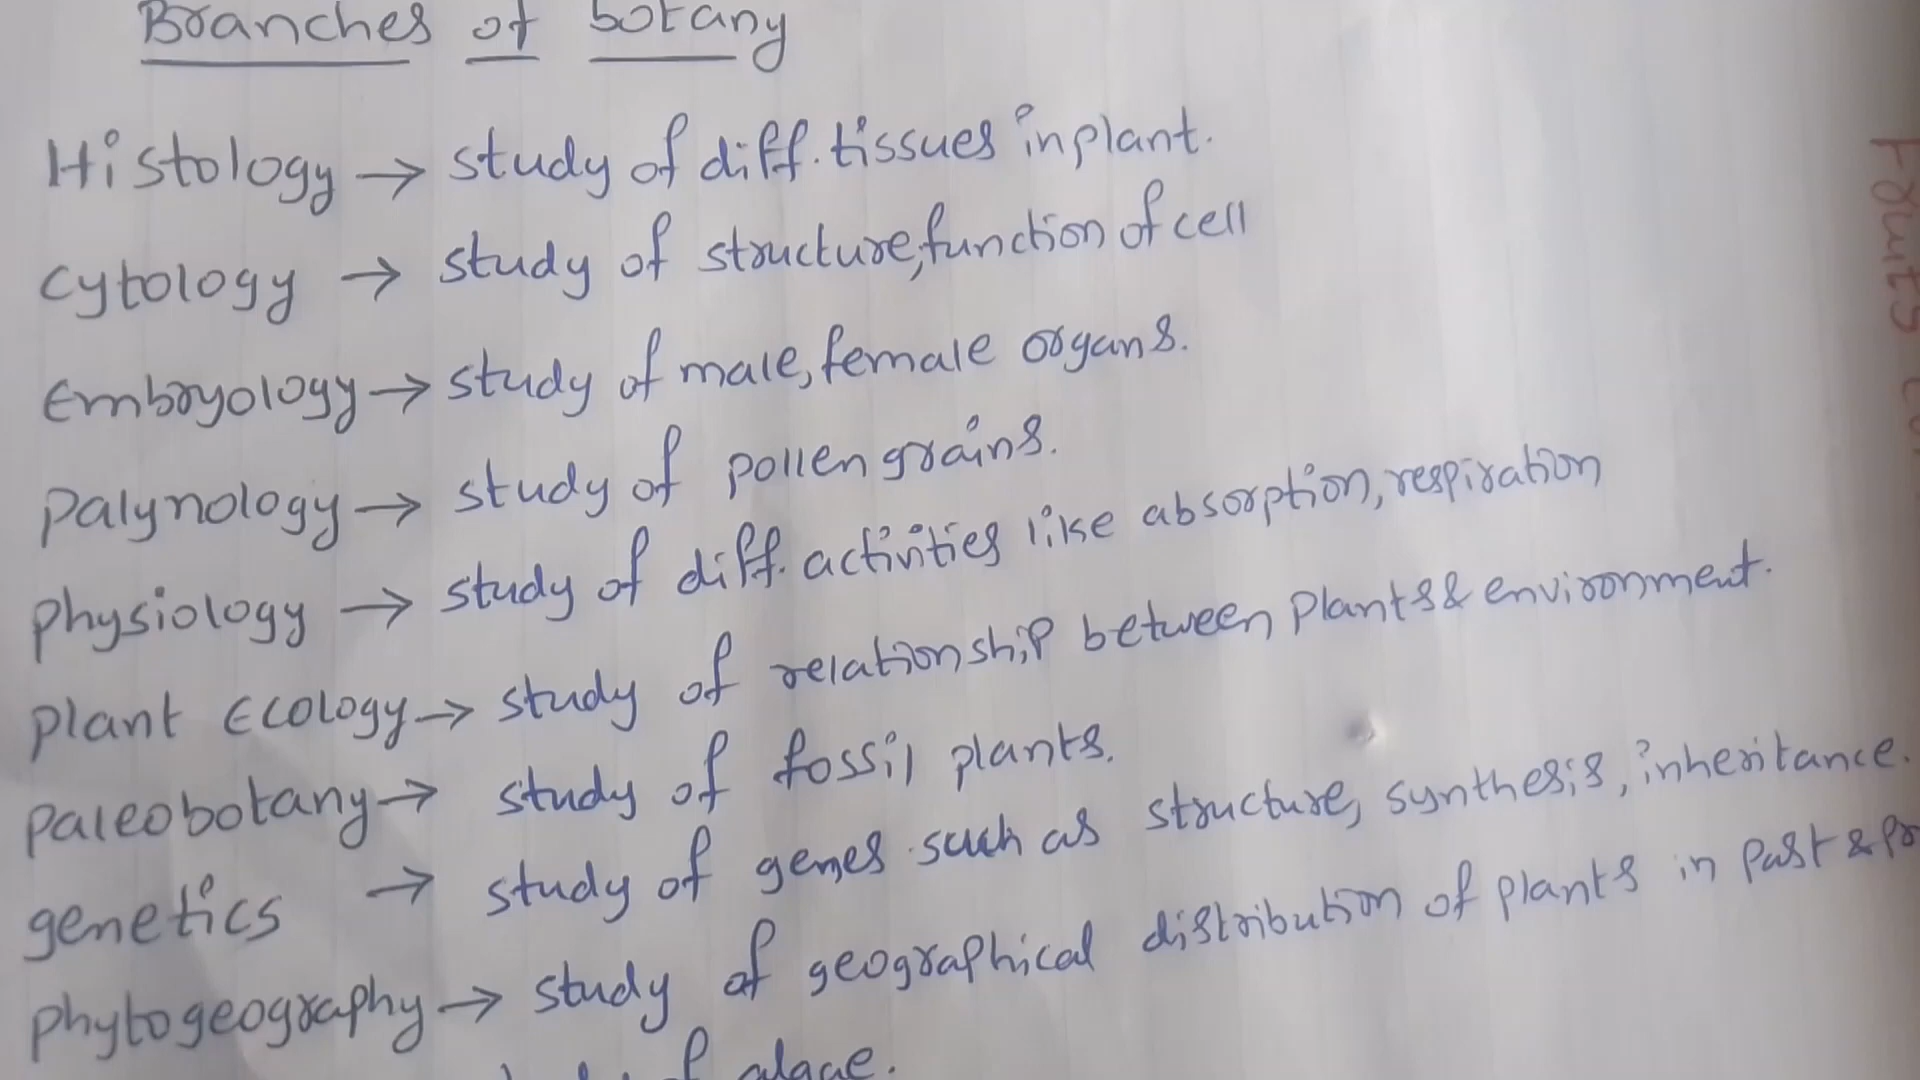 Branches of botany
Histology → study of diff. tissues in plant.
Cytology → study of structure, function of cell
Embryology → study of male, female organs.
Palynology → study of pollen grains.
physiology → study of diff. activities like absorption, respiration
plant Ecology → study of relationship between plants & environment.
paleobotany → study of fossil plants.
genetics → study of genes such as structure, synthesis, inheritance.
phytogeography → study of geographical distribution of plants in past &
of algae.